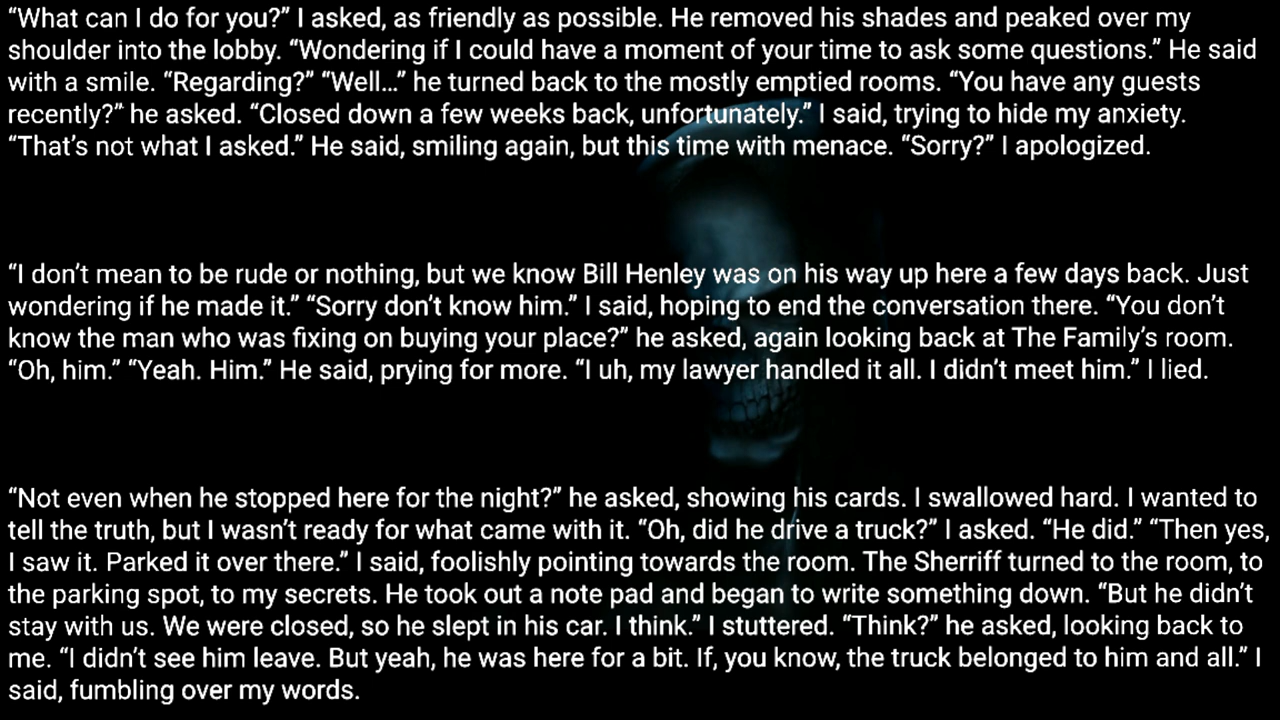 “What can I do for you?” I asked, as friendly as possible. He removed his shades and peaked over my
shoulder into the lobby. “Wondering if I could have a moment of your time to ask some questions.” He said
with a smile. “Regarding?” “Well...” he turned back to the mostly emptied rooms. “You have any guests
recently?” he asked. “Closed down a few weeks back, unfortunately.” I said, trying to hide my anxiety.
“That’s not what I asked.” He said, smiling again, but this time with menace. “Sorry?” I apologized.
“I don’t mean to be rude or nothing, but we know Bill Henley was on his way up here a few days back. Just
wondering if he made it.” “Sorry don’t know him.” I said, hoping to end the conversation there. “You don’t
know the man who was fixing on buying your place?” he asked, again looking back at The Family’s room.
“Oh, him.” “Yeah. Him.” He said, prying for more. “I uh, my lawyer handled it all. I didn’t meet him.” I lied.
“Not even when he stopped here for the night?” he asked, showing his cards. I swallowed hard. I wanted to
tell the truth, but I wasn’t ready for what came with it. “Oh, did he drive a truck?” I asked. “He did.” “Then yes,
I saw it. Parked it over there.” I said, foolishly pointing towards the room. The Sherriff turned to the room, to
the parking spot, to my secrets. He took out a note pad and began to write something down. “But he didn’t
stay with us. We were closed, so he slept in his car. I think.” I stuttered. “Think?” he asked, looking back to
me. “I didn’t see him leave. But yeah, he was here for a bit. If, you know, the truck belonged to him and all.” I
said, fumbling over my words.